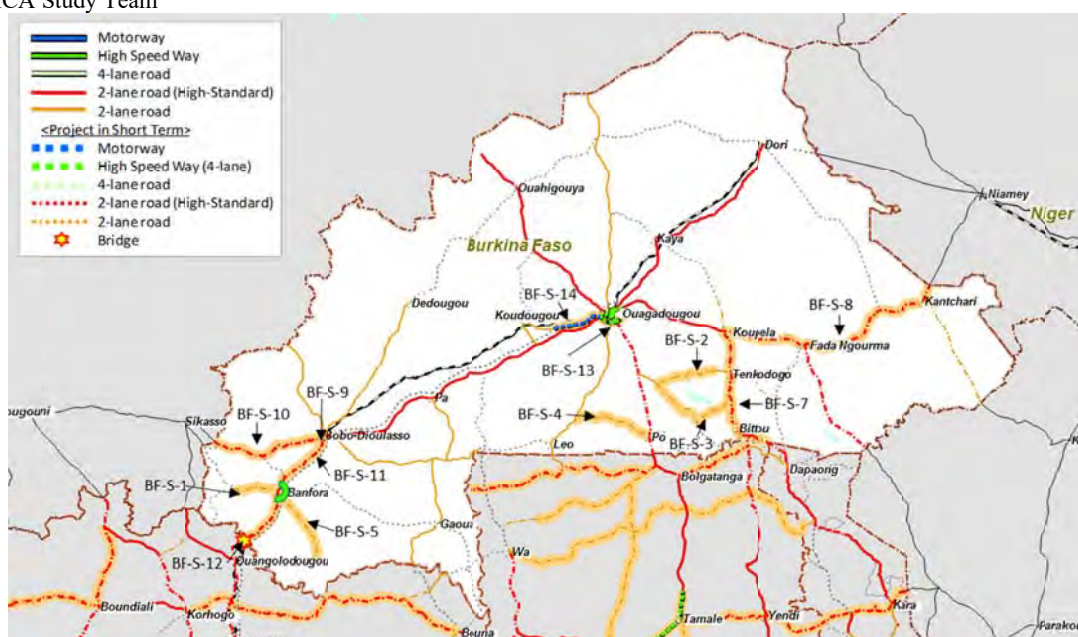 ICA Study Team
Motorway
High Speed Way
4-lane road
2-lane road (High-Standard)
2-lane road
<Project in Short Term>
Motorway
High Speed Way (4-lane)
4-lane road
2-lane road (High-Standard)
2-lane road
Bridge
Dori
Niamey
Niger
Ouahigouya
Kaya
Burkina Faso
Dedougou
BF-S-14
Koudougou
Ouagadougou
BF-S-8
Kantchari
Koupela
Fada Ngourma
BF-S-2
BF-S-13
Tenkodogo
BF-S-9
Pa
BF-S-4
BF-S-7
BF-S-10
ougouni
Sikasso
Bobo-Dioulasso
Leo
Po
BF-S-3
Bittou
BF-S-11
Bolgatanga
Dapaong
BF-S-1
Banfora
Gaoua
BF-S-5
Wa
BF-S-12
Ouangolodougou
Boundiali
Korhogo
Tamale
Yendi
Kara
Bouna
Parakou